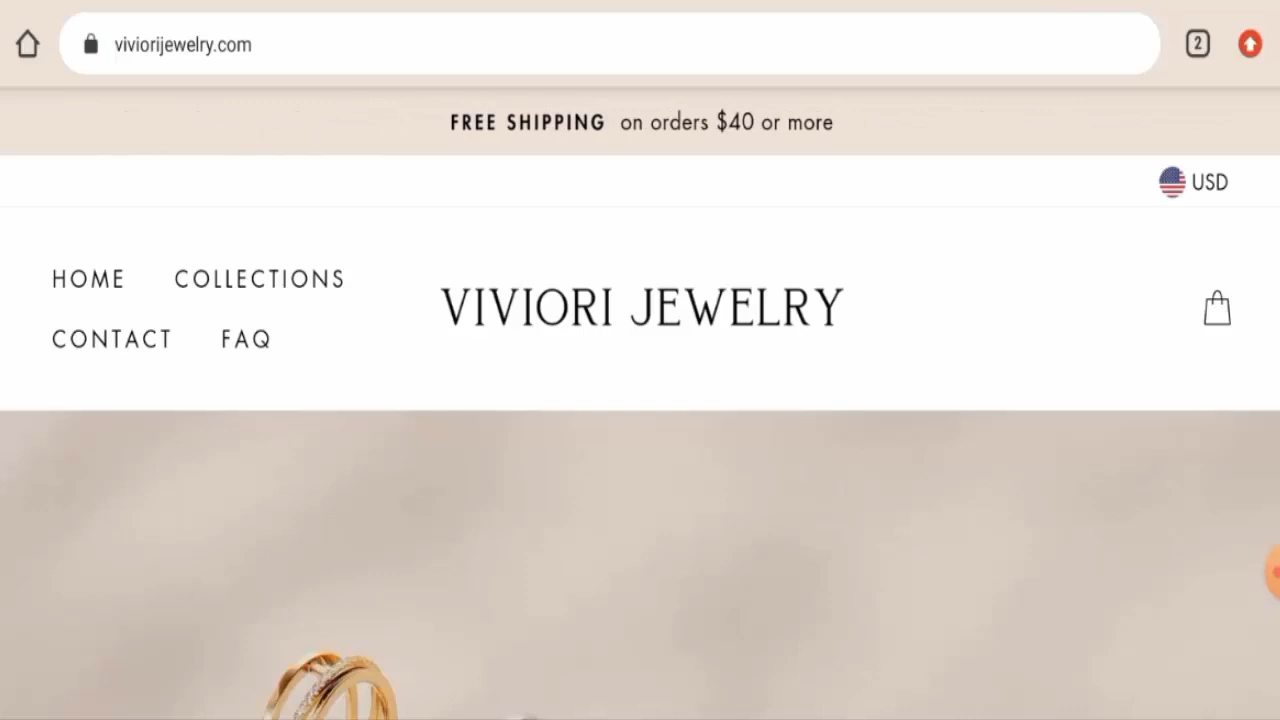 viviorijewelry.com
2
FREE SHIPPING on orders $40 or more
USD
HOME COLLECTIONS
CONTACT FAQ
VIVIORI JEWELRY